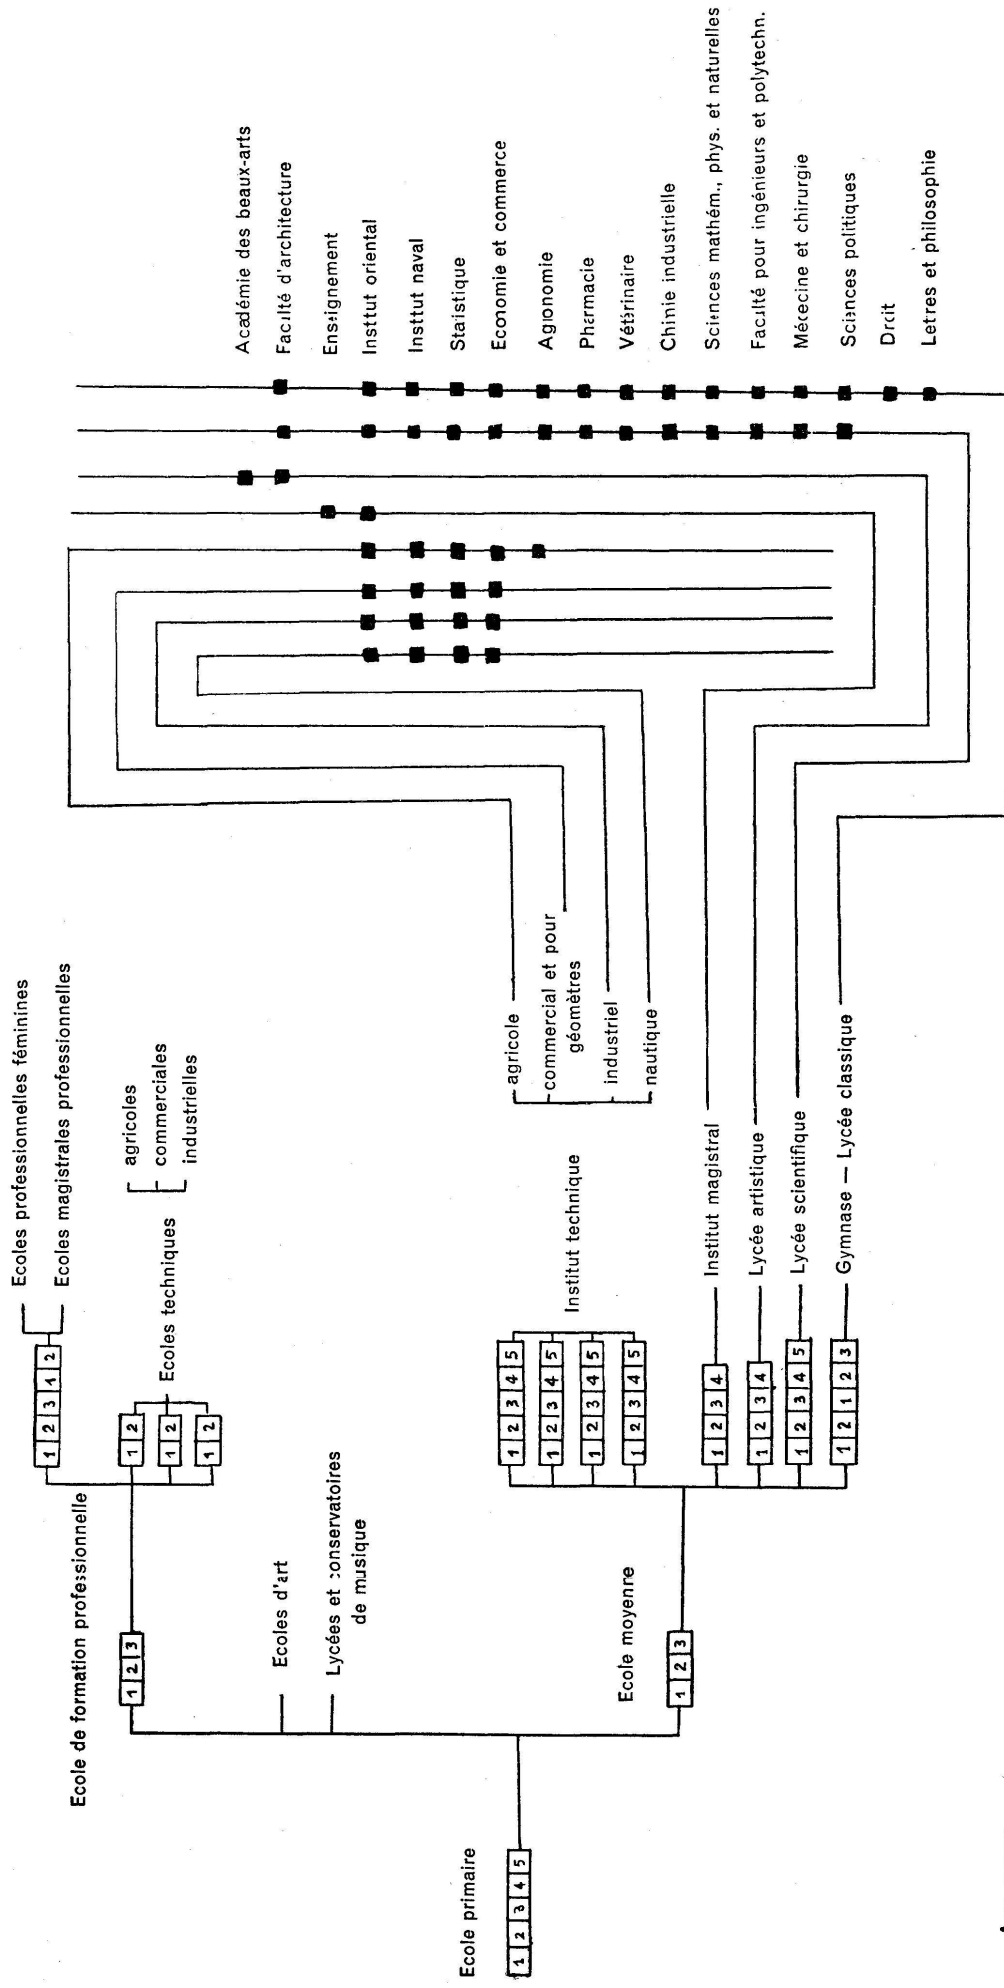 Ecole primaire
1 2 3 4 5
Ecole de formation professionnelle
1 2 3
Ecoles d'art
Lycées et conservatoires
de musique
Ecole moyenne
1 2 3
1 2 3 1 2
Ecoles professionnelles féminines
Ecoles magistrales professionnelles
1 2
1 2
1 2
Ecoles techniques
agricoles
commerciales
industrielles
1 2 3 4 5
1 2 3 4 5
1 2 3 4 5
1 2 3 4 5
Institut technique
agricole
commercial et pour
géomètres
industriel
nautique
1 2 3 4
Institut magistral
1 2 3 4
Lycée artistique
1 2 3 4 5
Lycée scientifique
1 2 1 2 3
Gymnase — Lycée classique
Académie des beaux-arts
Faculté d'architecture
Enseignement
Institut oriental
Institut naval
Statistique
Economie et commerce
Agronomie
Pharmacie
Vétérinaire
Chimie industrielle
Sciences mathém., phys. et naturelles
Faculté pour ingénieurs et polytechn.
Médecine et chirurgie
Sciences politiques
Droit
Lettres et philosophie